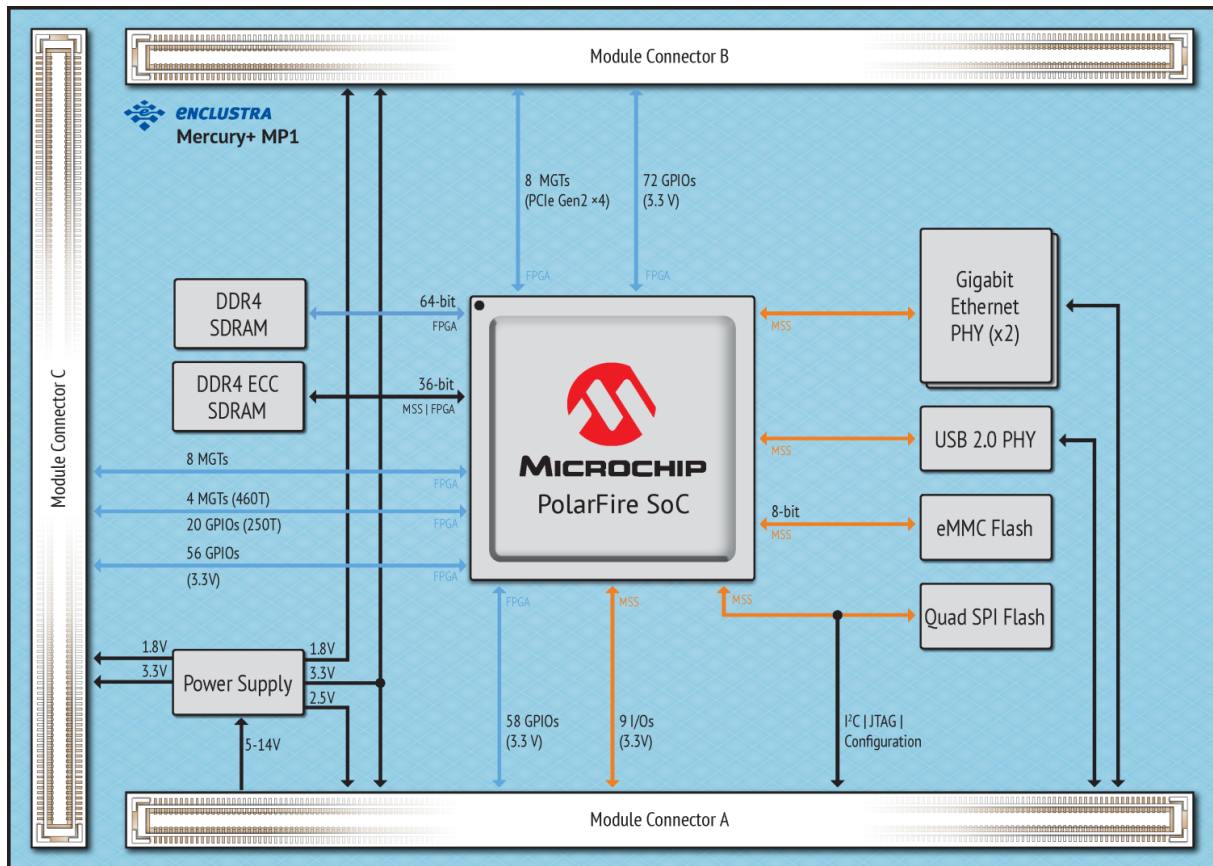 Module Connector B
ENCLUSTRA
Mercury+ MP1
8 MGTs
(PCIe Gen2 ×4)
72 GPIOs
(3.3 V)
FPGA
FPGA
DDR4
SDRAM
64-bit
FPGA
DDR4 ECC
SDRAM
36-bit
MSS | FPGA
Module Connector C
8 MGTs
FPGA
4 MGTs (460T)
20 GPIOs (250T)
FPGA
56 GPIOs
(3.3V)
FPGA
MICROCHIP
PolarFire SoC
MSS
Gigabit
Ethernet
PHY (x2)
MSS
USB 2.0 PHY
8-bit
MSS
eMMC Flash
FPGA
MSS
MSS
Quad SPI Flash
1.8V
3.3V
Power Supply
1.8V
3.3V
2.5V
5-14V
58 GPIOs
(3.3 V)
9 I/Os
(3.3V)
I²C | JTAG |
Configuration
Module Connector A